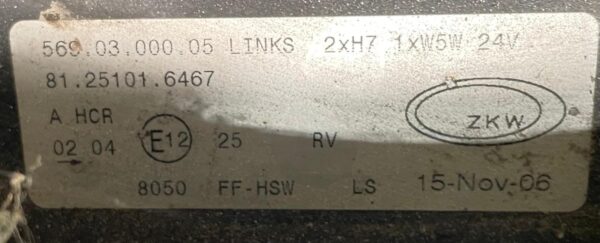 569.03.000.05 LINKS 2xH7 1xW5W 24V
81.25101.6467
A HCR
02 04 E12 25 RV ZKW
8050 FF-HSW LS 15-Nov-06